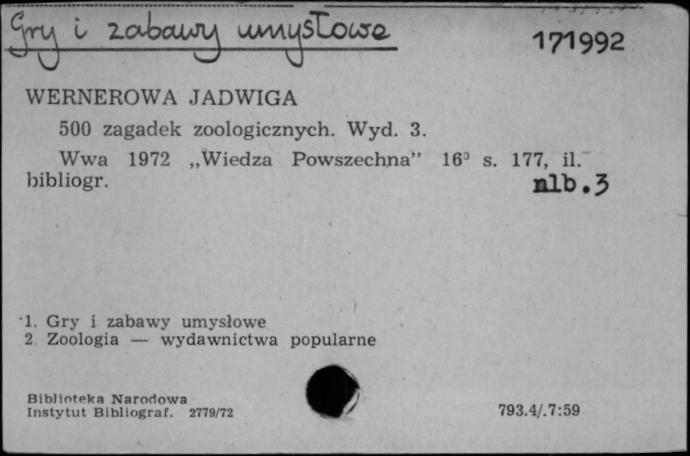 Gry i zabawy umysłowe
171992
WERNEROWA JADWIGA
500 zagadek zoologicznych. Wyd. 3.
Wwa 1972 „Wiedza Powszechna” 16° s. 177, il.
bibliogr. nlb.3
1. Gry i zabawy umysłowe
2. Zoologia — wydawnictwa popularne
Biblioteka Narodowa
Instytut Bibliograf. 2779/72
793.4/.7:59